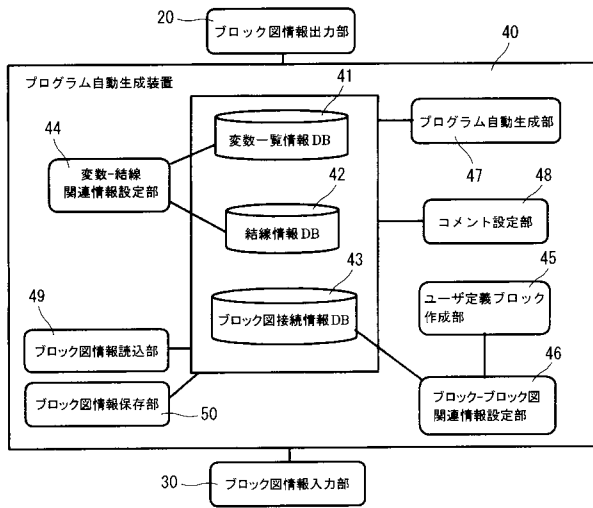 20
ブロック図情報出力部
40
プログラム自動生成装置
41
変数一覧情報DB
プログラム自動生成部
47
44
変数-結線
関連情報設定部
42
結線情報DB
48
コメント設定部
43
ブロック図接続情報DB
45
ユーザ定義ブロック
作成部
49
ブロック図情報読込部
46
ブロック-ブロック図
関連情報設定部
ブロック図情報保存部
50
30
ブロック図情報入力部